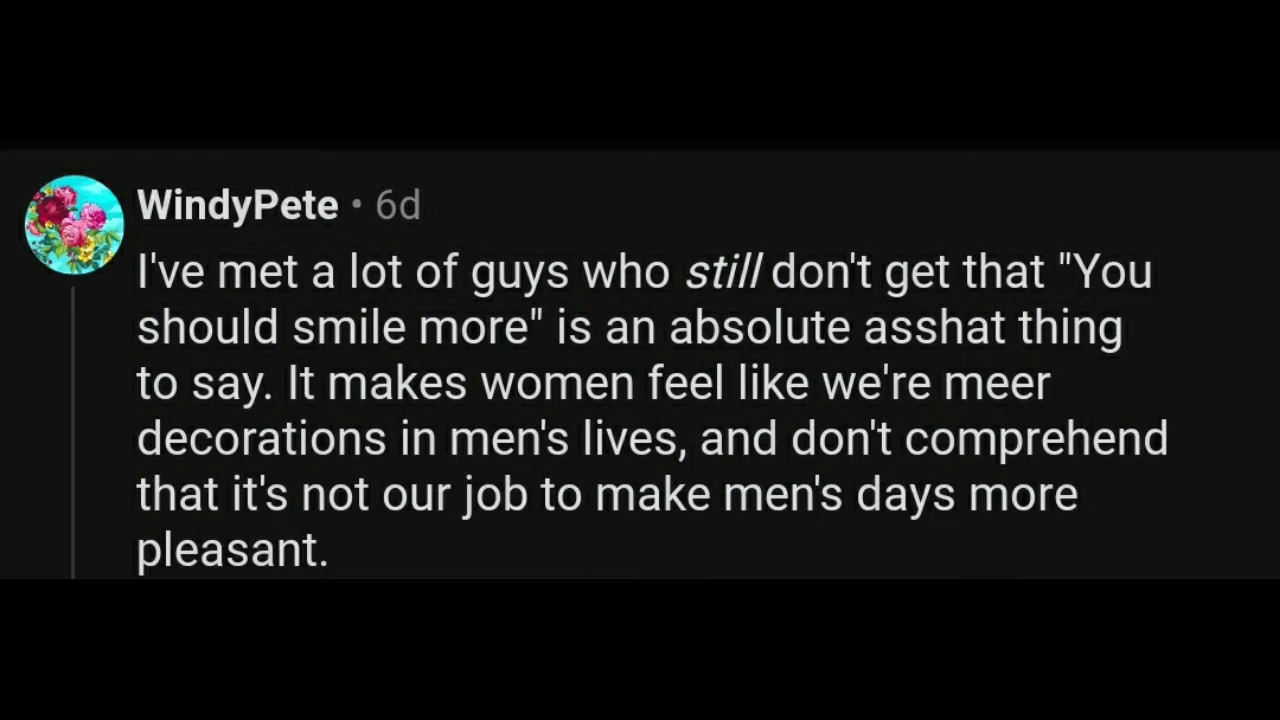 WindyPete • 6d
I've met a lot of guys who still don't get that "You
should smile more" is an absolute asshat thing
to say. It makes women feel like we're meer
decorations in men's lives, and don't comprehend
that it's not our job to make men's days more
pleasant.